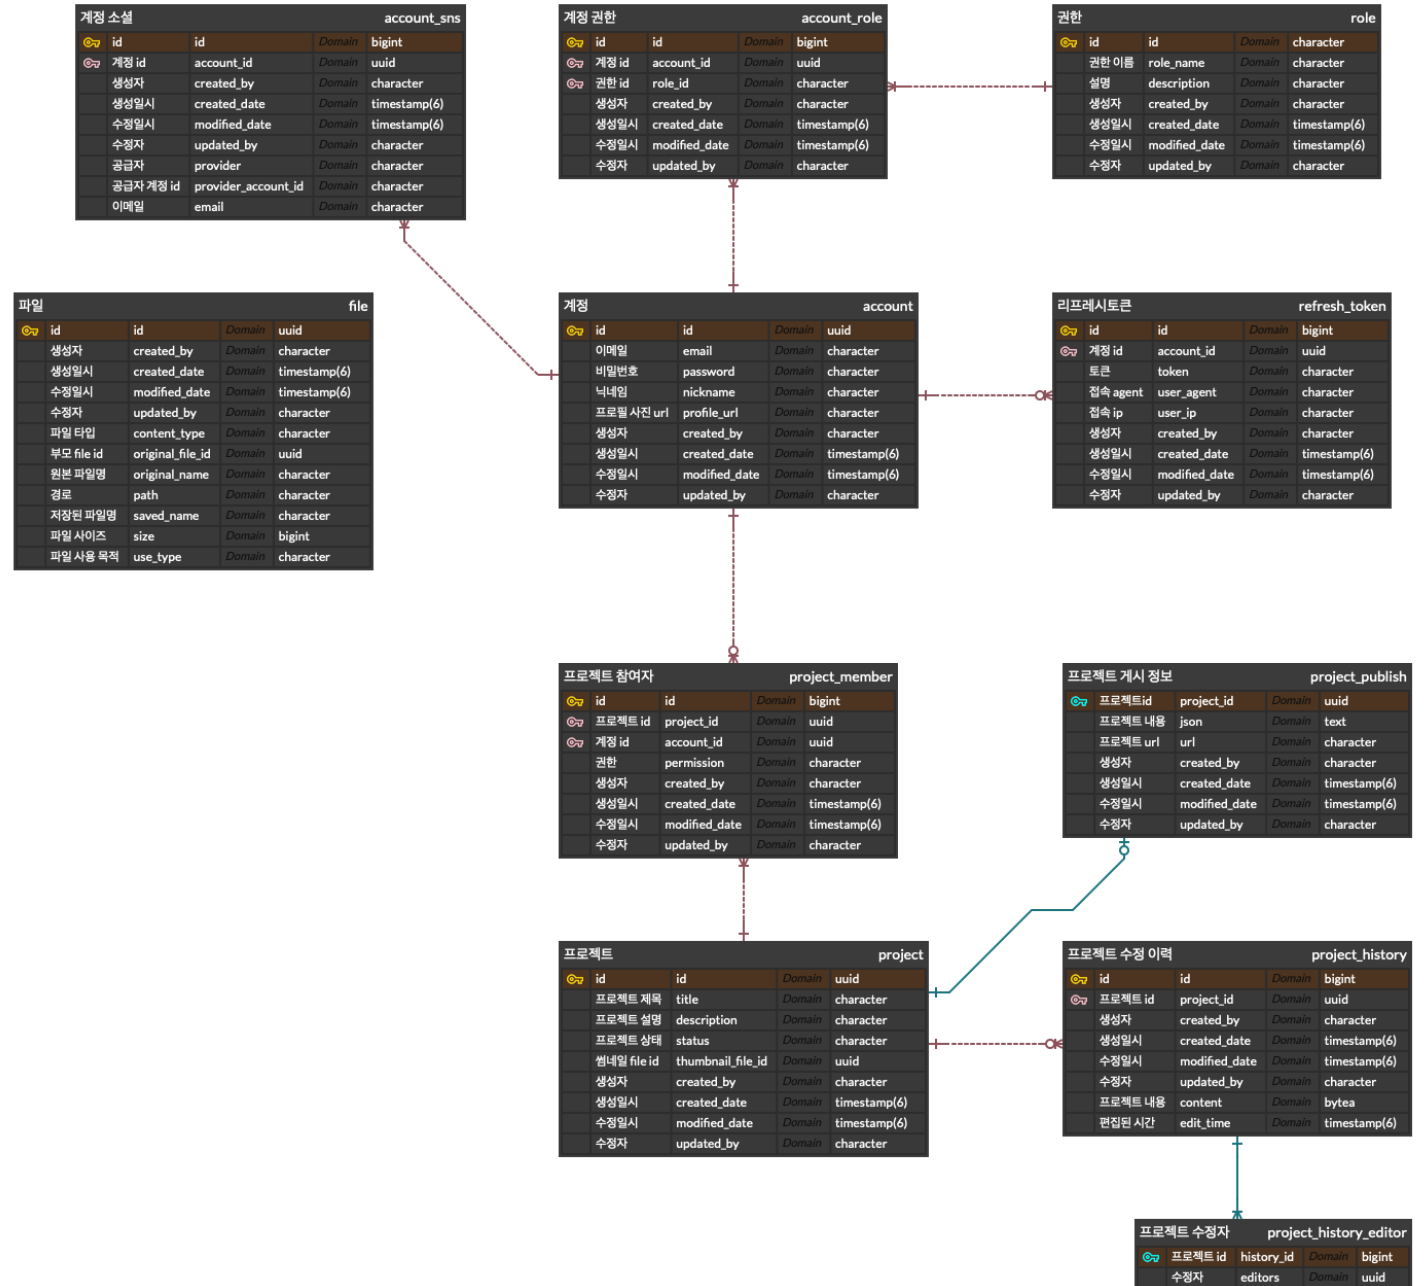 계정 소셜 account_sns
id id Domain bigint
계정 id account_id Domain uuid
생성자 created_by Domain character
생성일시 created_date Domain timestamp(6)
수정일시 modified_date Domain timestamp(6)
수정자 updated_by Domain character
공급자 provider Domain character
공급자 계정 id provider_account_id Domain character
이메일 email Domain character
계정 권한 account_role
id id Domain bigint
계정 id account_id Domain uuid
권한 id role_id Domain character
생성자 created_by Domain character
생성일시 created_date Domain timestamp(6)
수정일시 modified_date Domain timestamp(6)
수정자 updated_by Domain character
권한 role
id id Domain character
권한 이름 role_name Domain character
설명 description Domain character
생성자 created_by Domain character
생성일시 created_date Domain timestamp(6)
수정일시 modified_date Domain timestamp(6)
수정자 updated_by Domain character
파일 file
id id Domain uuid
생성자 created_by Domain character
생성일시 created_date Domain timestamp(6)
수정일시 modified_date Domain timestamp(6)
수정자 updated_by Domain character
파일 타입 content_type Domain character
부모 file id original_file_id Domain uuid
원본 파일명 original_name Domain character
경로 path Domain character
저장된 파일명 saved_name Domain character
파일 사이즈 size Domain bigint
파일 사용 목적 use_type Domain character
계정 account
id id Domain uuid
이메일 email Domain character
비밀번호 password Domain character
닉네임 nickname Domain character
프로필 사진 url profile_url Domain character
생성자 created_by Domain character
생성일시 created_date Domain timestamp(6)
수정일시 modified_date Domain timestamp(6)
수정자 updated_by Domain character
리프레시토큰 refresh_token
id id Domain bigint
계정 id account_id Domain uuid
토큰 token Domain character
접속 agent user_agent Domain character
접속 ip user_ip Domain character
생성자 created_by Domain character
생성일시 created_date Domain timestamp(6)
수정일시 modified_date Domain timestamp(6)
수정자 updated_by Domain character
프로젝트 참여자 project_member
id id Domain bigint
프로젝트 id project_id Domain uuid
계정 id account_id Domain uuid
권한 permission Domain character
생성자 created_by Domain character
생성일시 created_date Domain timestamp(6)
수정일시 modified_date Domain timestamp(6)
수정자 updated_by Domain character
프로젝트 게시 정보 project_publish
프로젝트id project_id Domain uuid
프로젝트 내용 json Domain text
프로젝트 url url Domain character
생성자 created_by Domain character
생성일시 created_date Domain timestamp(6)
수정일시 modified_date Domain timestamp(6)
수정자 updated_by Domain character
프로젝트 project
id id Domain uuid
프로젝트 제목 title Domain character
프로젝트 설명 description Domain character
프로젝트 상태 status Domain character
썸네일 file id thumbnail_file_id Domain uuid
생성자 created_by Domain character
생성일시 created_date Domain timestamp(6)
수정일시 modified_date Domain timestamp(6)
수정자 updated_by Domain character
프로젝트 수정 이력 project_history
id id Domain bigint
프로젝트 id project_id Domain uuid
생성자 created_by Domain character
생성일시 created_date Domain timestamp(6)
수정일시 modified_date Domain timestamp(6)
수정자 updated_by Domain character
프로젝트 내용 content Domain bytea
편집된 시간 edit_time Domain timestamp(6)
프로젝트 수정자 project_history_editor
프로젝트 id history_id Domain bigint
수정자 editors Domain uuid